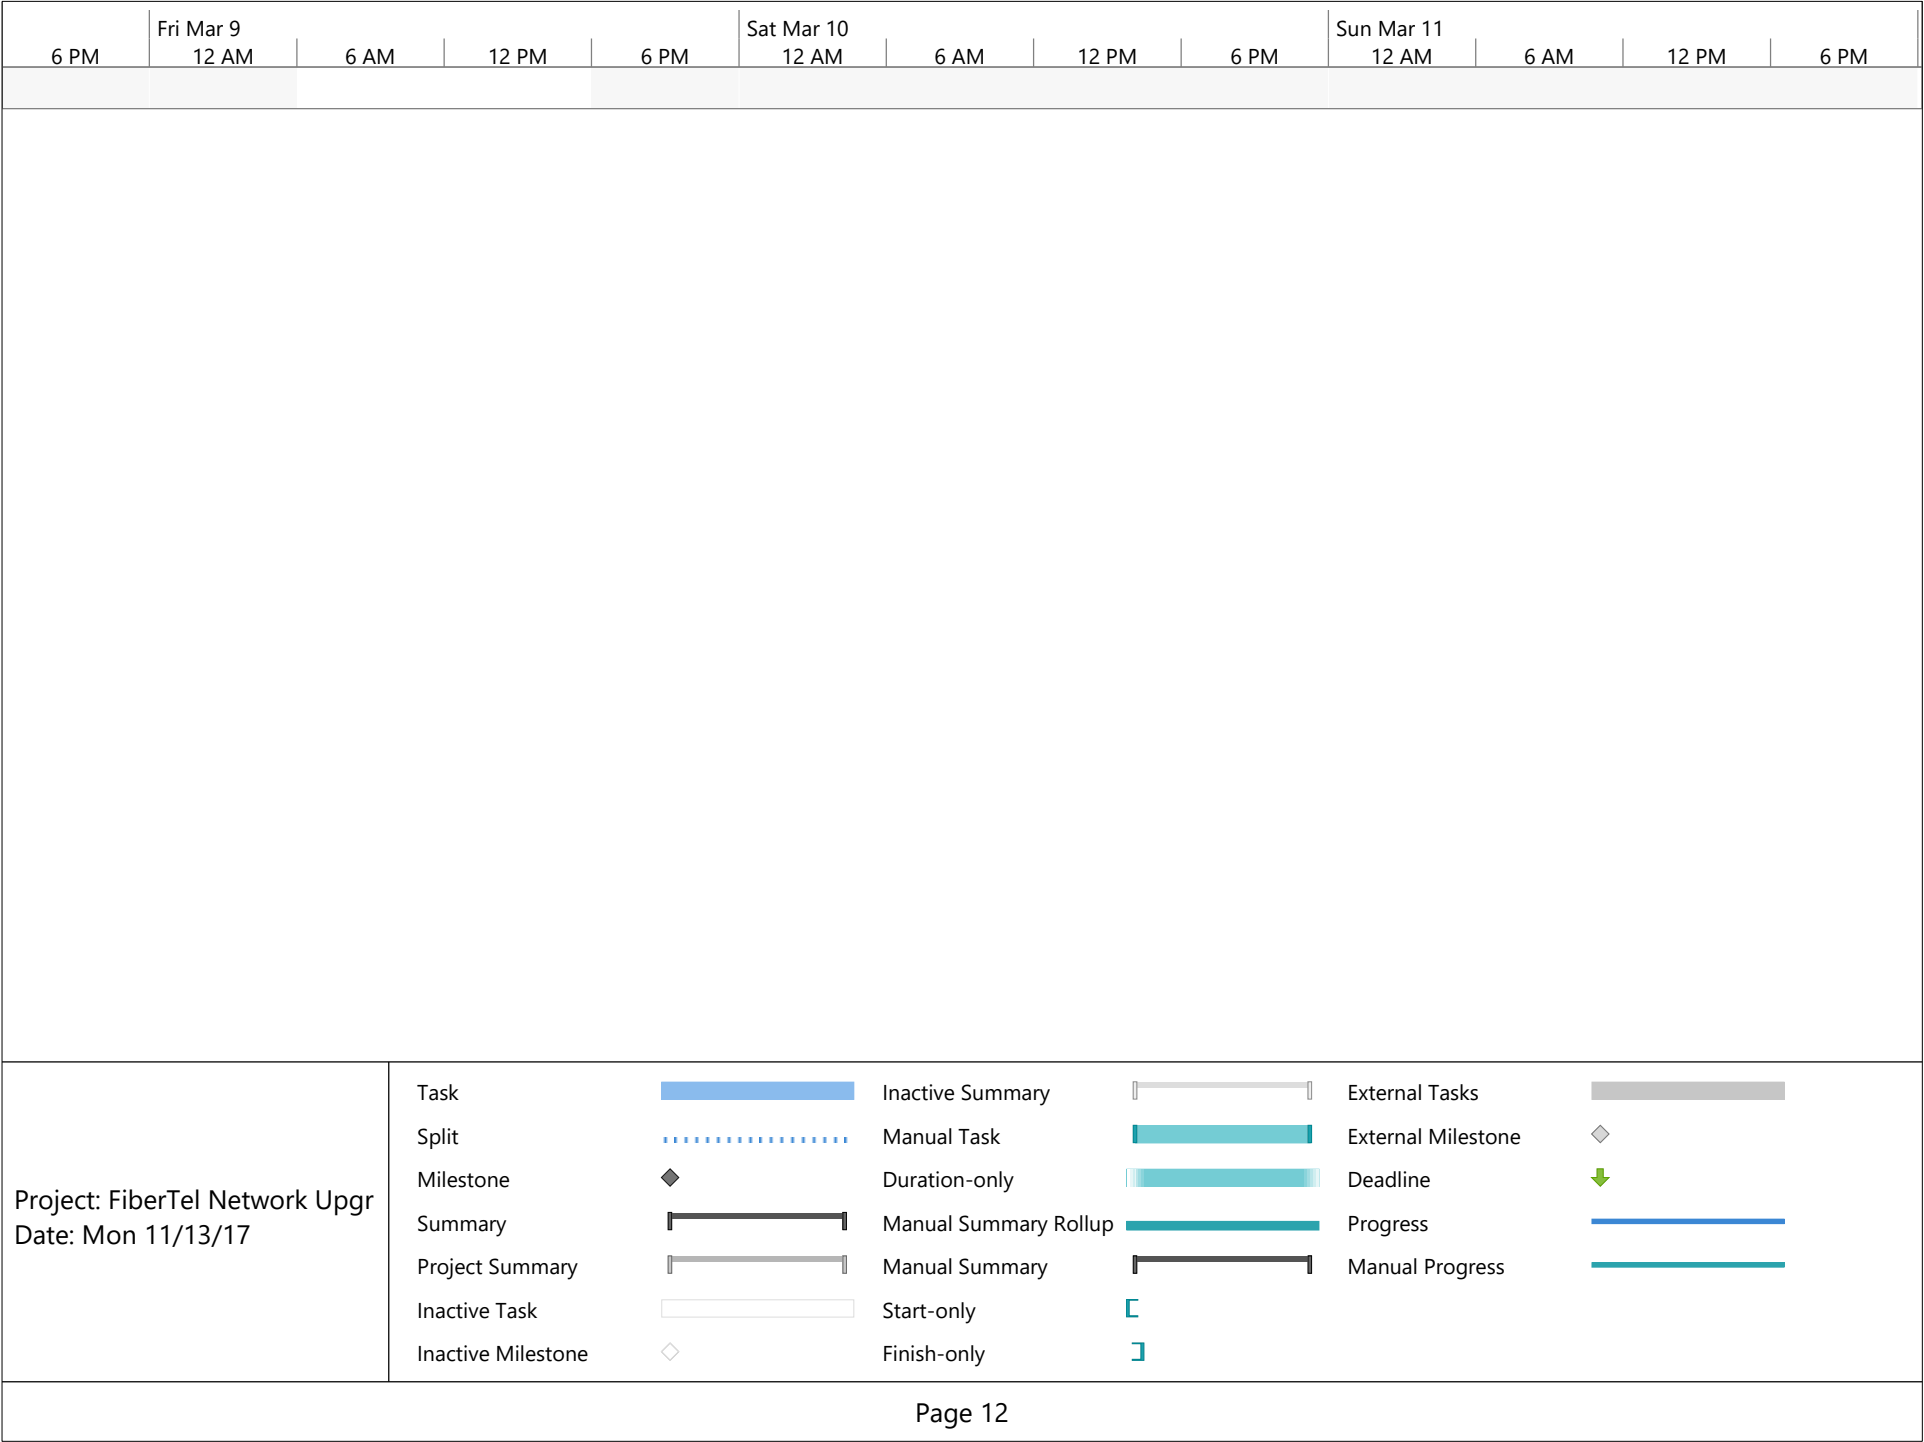 Fri Mar 9 Sat Mar 10 Sun Mar 11
6 PM 12 AM 6 AM 12 PM 6 PM 12 AM 6 AM 12 PM 6 PM 12 AM 6 AM 12 PM 6 PM
Project: FiberTel Network Upgr
Date: Mon 11/13/17
Task
Split
Milestone
Summary
Project Summary
Inactive Task
Inactive Milestone
Inactive Summary
Manual Task
Duration-only
Manual Summary Rollup
Manual Summary
Start-only
Finish-only
External Tasks
External Milestone
Deadline
Progress
Manual Progress
Page 12